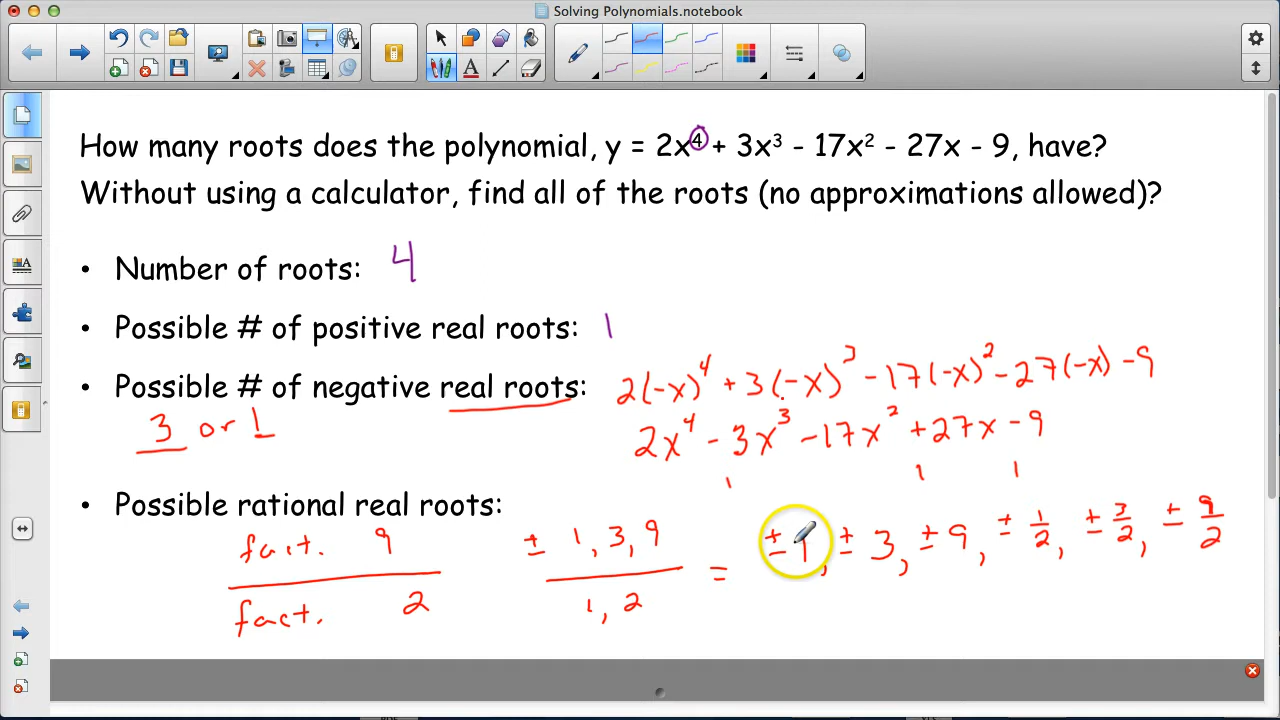 Solving Polynomials.notebook
How many roots does the polynomial, y = 2x⁴ + 3x³ - 17x² - 27x - 9, have?
Without using a calculator, find all of the roots (no approximations allowed)?
• Number of roots: 4
• Possible # of positive real roots: 1
• Possible # of negative real roots: 2(-x)⁴ + 3(-x)³ - 17(-x)² - 27(-x) - 9
3 or 1 2x⁴ - 3x³ - 17x² + 27x - 9
1 1 1
• Possible rational real roots:
fact. 9 ± 1, 3, 9 = ± 1, ± 3, ± 9, ± 1/2, ± 3/2, ± 9/2
fact. 2 1, 2